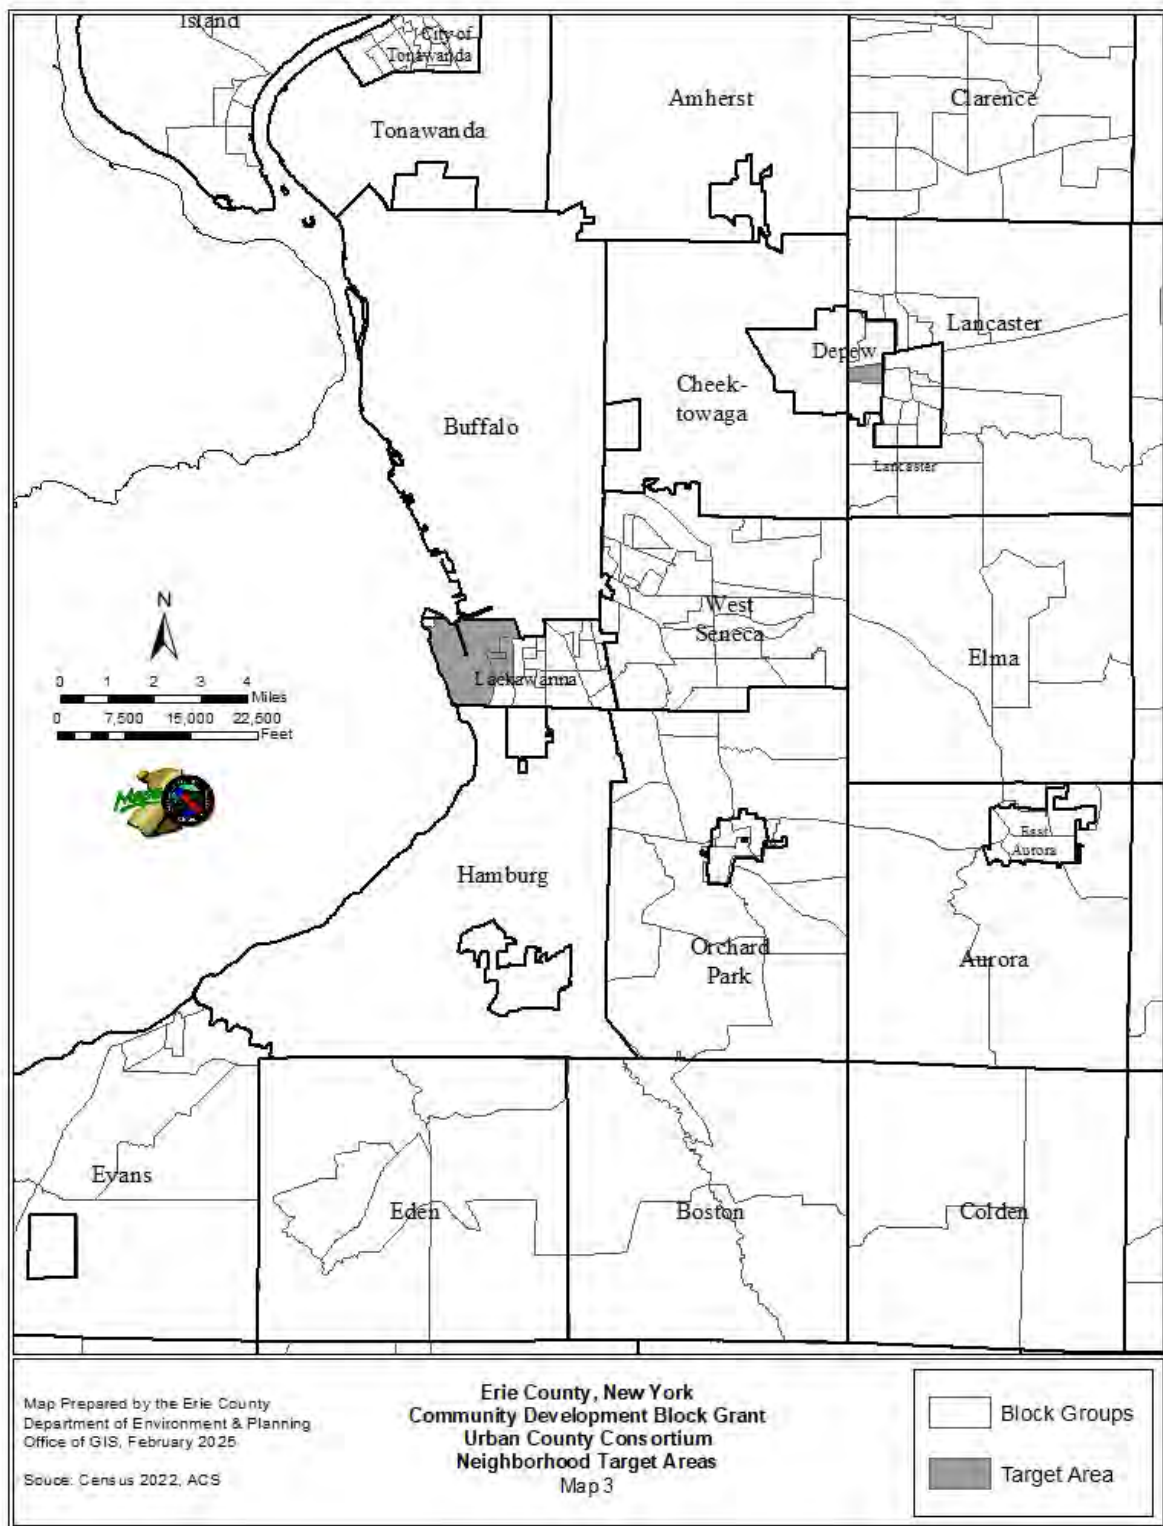 Island
City of
Tonawanda
Tonawanda
Amherst
Clarence
Lancaster
Depew
Cheek-
towaga
Buffalo
Lancaster
West
Seneca
Elma
Lackawanna
N
0 1 2 3 4
Miles
0 7,500 15,000 22,500
Feet
East
Aurora
Hamburg
Orchard
Park
Aurora
Evans
Eden
Boston
Colden
Map Prepared by the Erie County
Department of Environment & Planning
Office of GIS, February 2025
Souce: Census 2022, ACS
Erie County, New York
Community Development Block Grant
Urban County Consortium
Neighborhood Target Areas
Map 3
Block Groups
Target Area